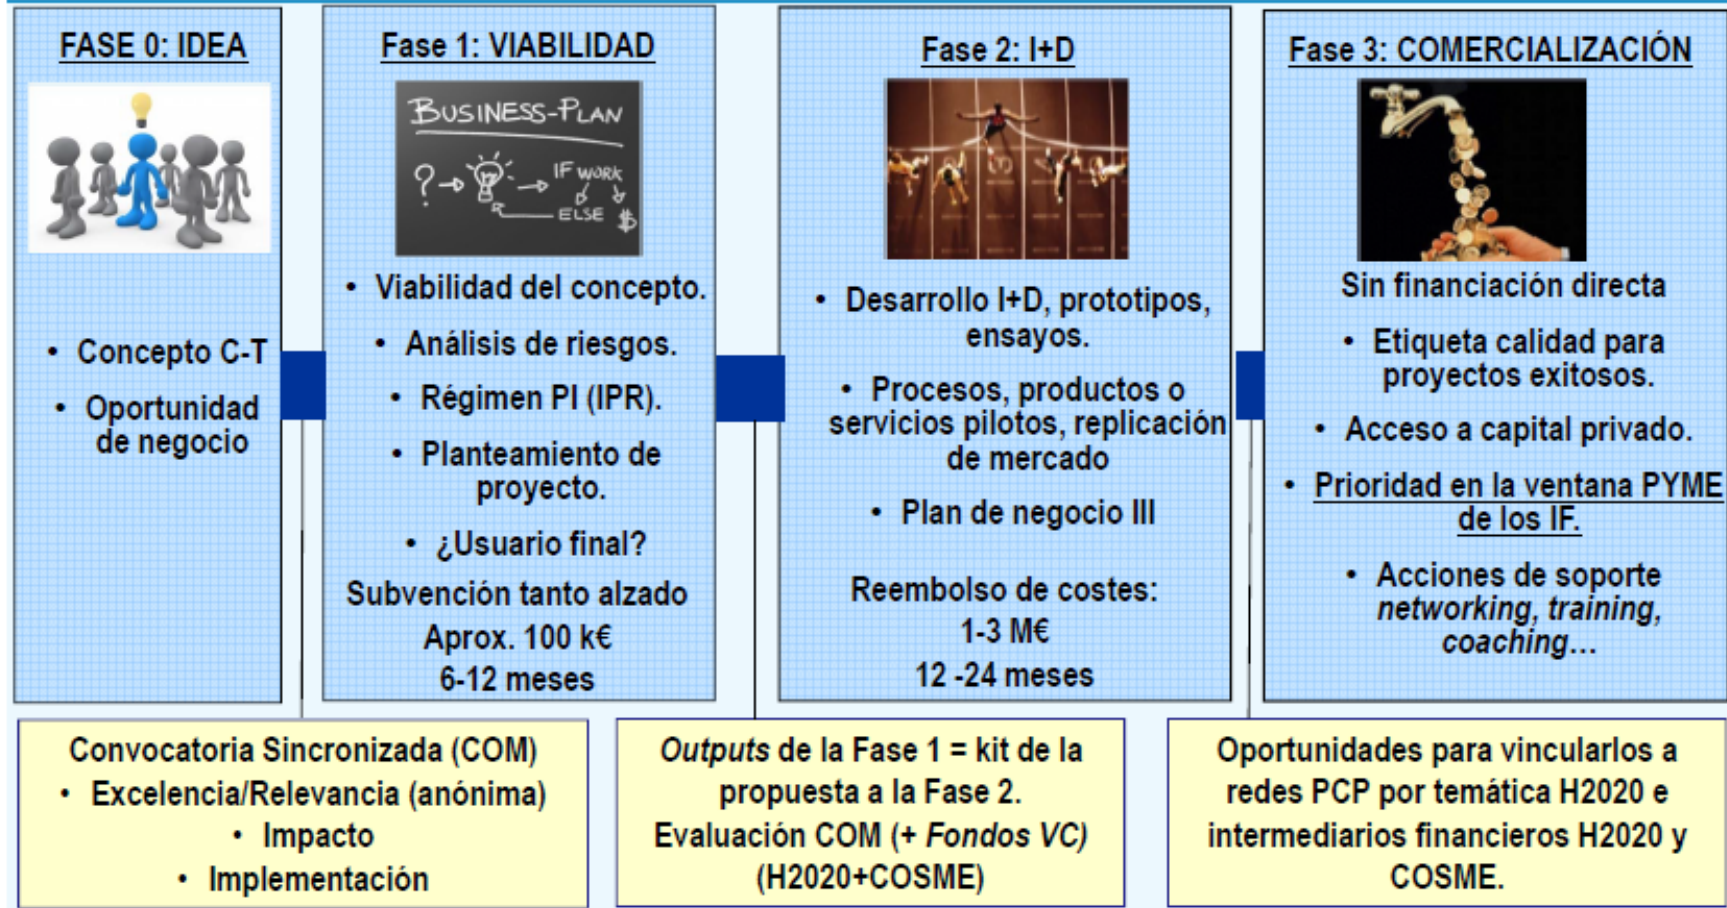 FASE 0: IDEA
• Concepto C-T
• Oportunidad
de negocio
Fase 1: VIABILIDAD
BUSINESS-PLAN
? → → IF WORK
ELSE $
• Viabilidad del concepto.
• Análisis de riesgos.
• Régimen PI (IPR).
• Planteamiento de
proyecto.
• ¿Usuario final?
Subvención tanto alzado
Aprox. 100 k€
6-12 meses
Fase 2: I+D
• Desarrollo I+D, prototipos,
ensayos.
• Procesos, productos o
servicios pilotos, replicación
de mercado
• Plan de negocio III
Reembolso de costes:
1-3 M€
12 -24 meses
Fase 3: COMERCIALIZACIÓN
Sin financiación directa
• Etiqueta calidad para
proyectos exitosos.
• Acceso a capital privado.
• Prioridad en la ventana PYME
de los IF.
• Acciones de soporte
networking, training,
coaching…
Convocatoria Sincronizada (COM)
• Excelencia/Relevancia (anónima)
• Impacto
• Implementación
Outputs de la Fase 1 = kit de la
propuesta a la Fase 2.
Evaluación COM (+ Fondos VC)
(H2020+COSME)
Oportunidades para vincularlos a
redes PCP por temática H2020 e
intermediarios financieros H2020 y
COSME.